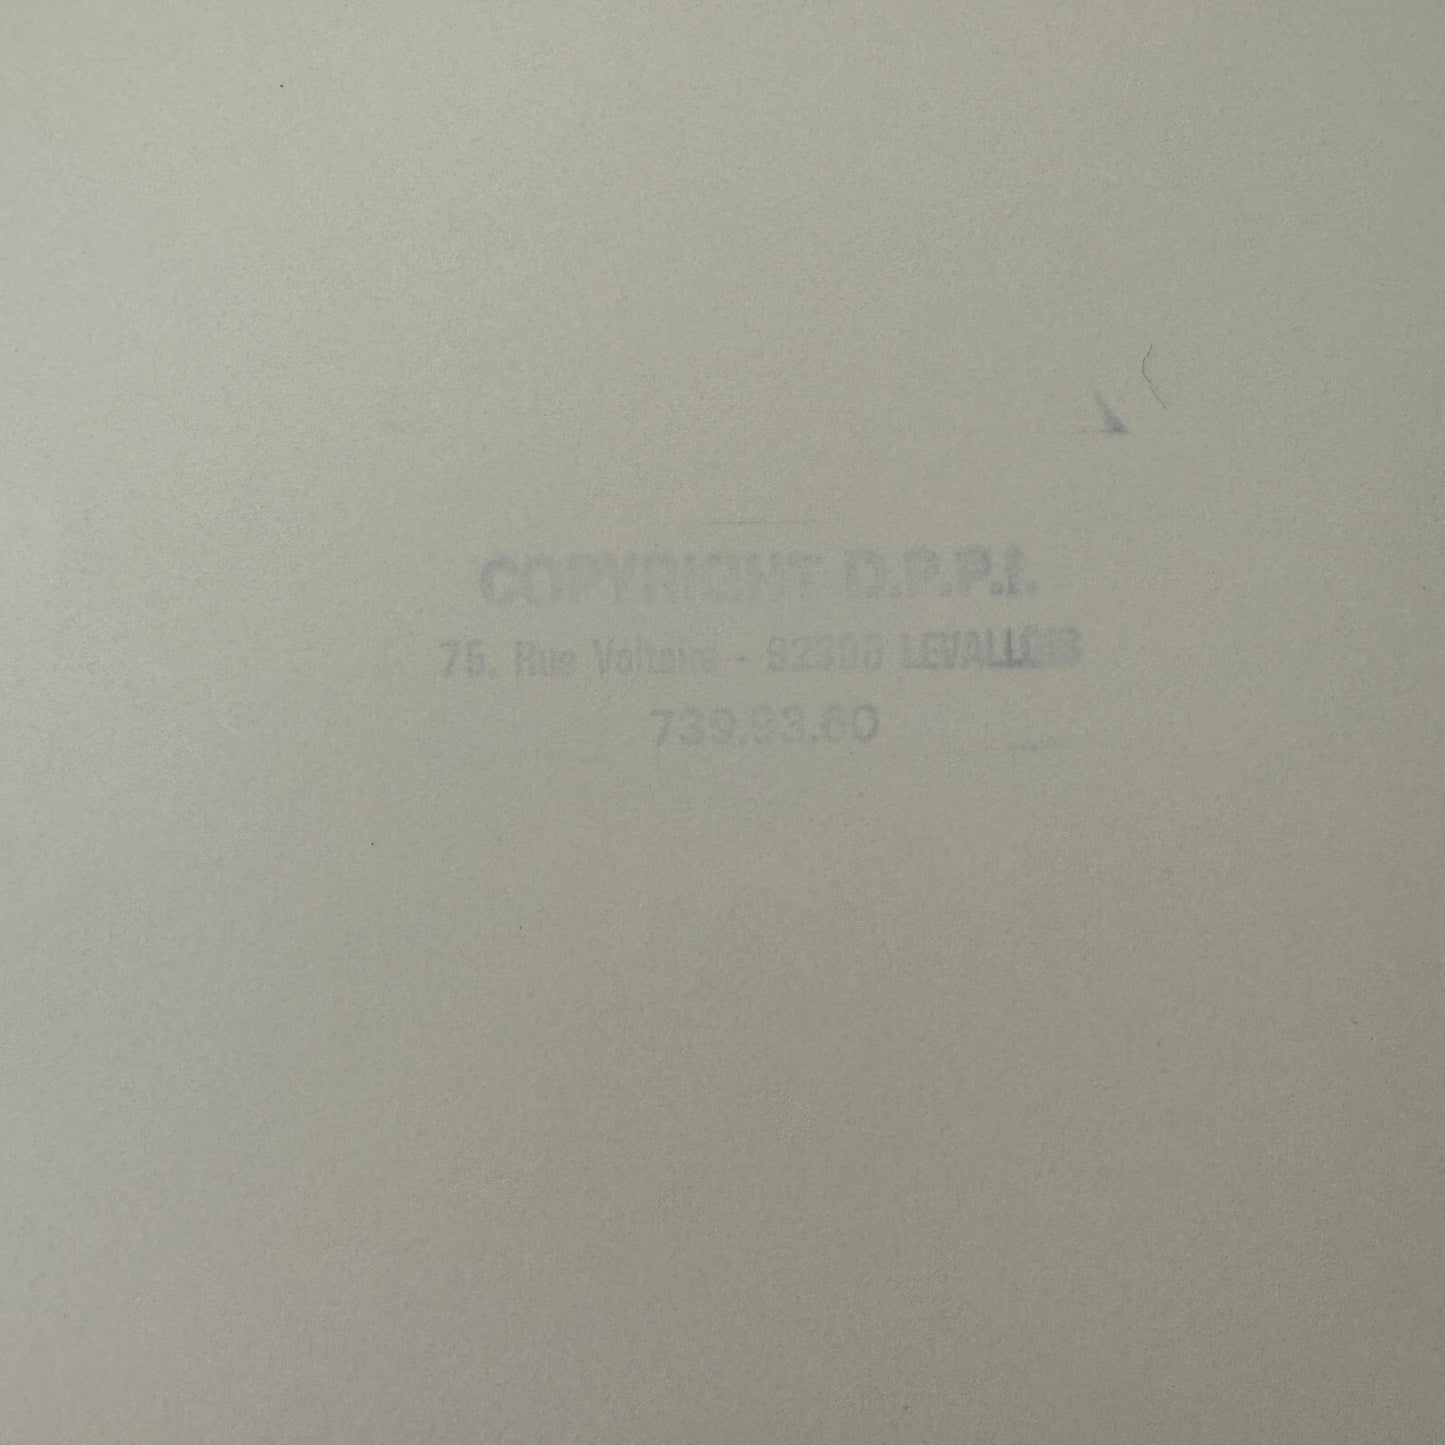 COPYRIGHT D.P.P.I.
75, Rue Voltaire - 92300 LEVALLOIS
739.93.60